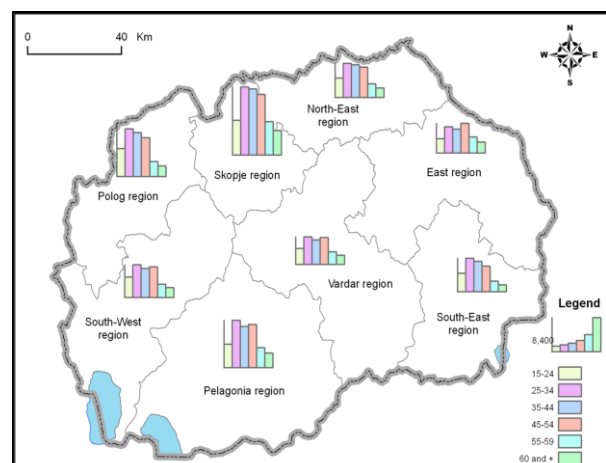 0 40 Km
N
W E
S
North-East
region
Skopje region
East region
Polog region
Vardar region
South-West
region
South-East
region
Pelagonia region
Legend
8,400
15-24
25-34
35-44
45-54
55-59
60 and +